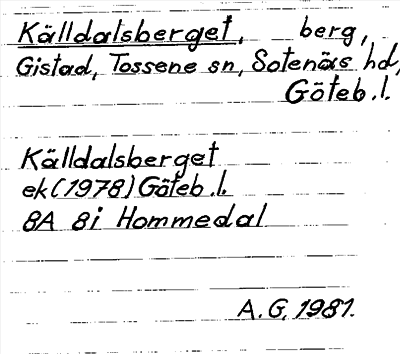 Källdalsberget, berg,
Gistad, Tossene sn, Sotenäs hd,
Göteb.l.
Källdalsberget
ek(1978) Göteb.l.
8A 8i Hommedal
A.G. 1981.